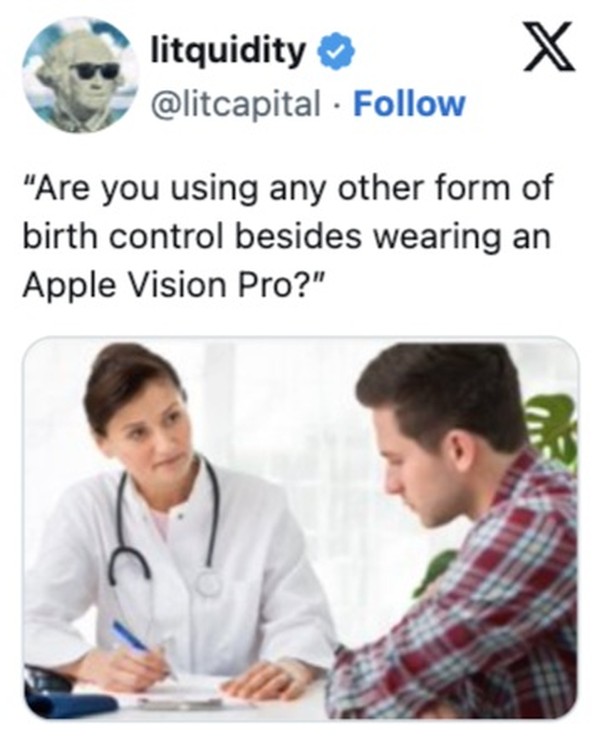 litquidity
@litcapital · Follow
“Are you using any other form of
birth control besides wearing an
Apple Vision Pro?”